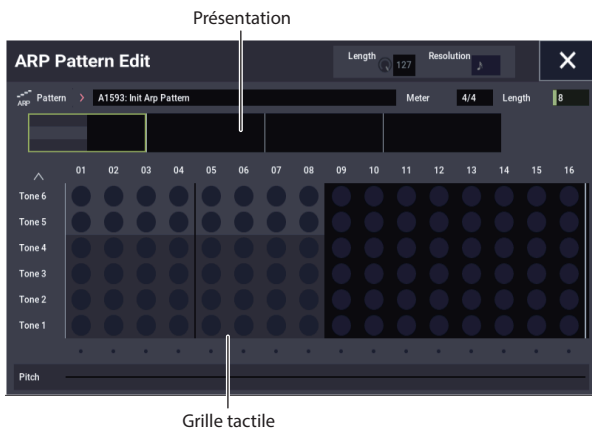 Présentation
ARP Pattern Edit
Length 127 Resolution
ARP Pattern > A1593: Init Arp Pattern Meter 4/4 Length 8
01 02 03 04 05 06 07 08 09 10 11 12 13 14 15 16
Tone 6
Tone 5
Tone 4
Tone 3
Tone 2
Tone 1
Pitch
Grille tactile